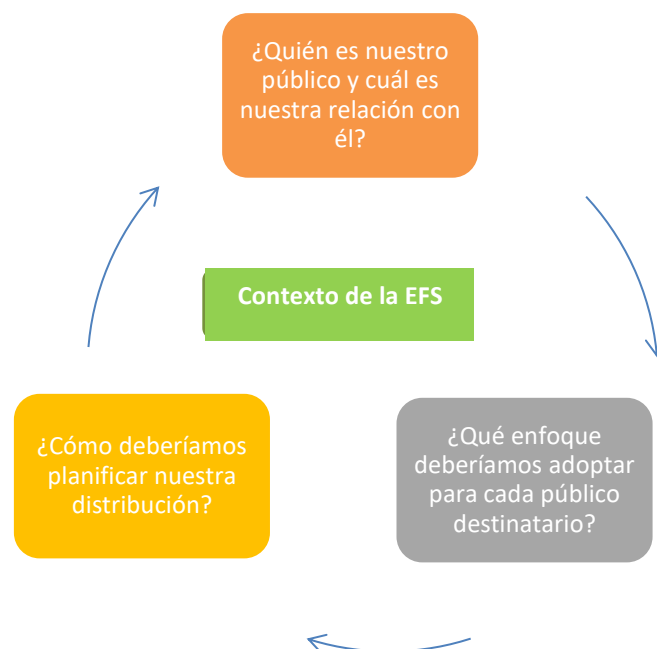 ¿Quién es nuestro
público y cuál es
nuestra relación con
él?
Contexto de la EFS
¿Qué enfoque
deberíamos adoptar
para cada público
destinatario?
¿Cómo deberíamos
planificar nuestra
distribución?